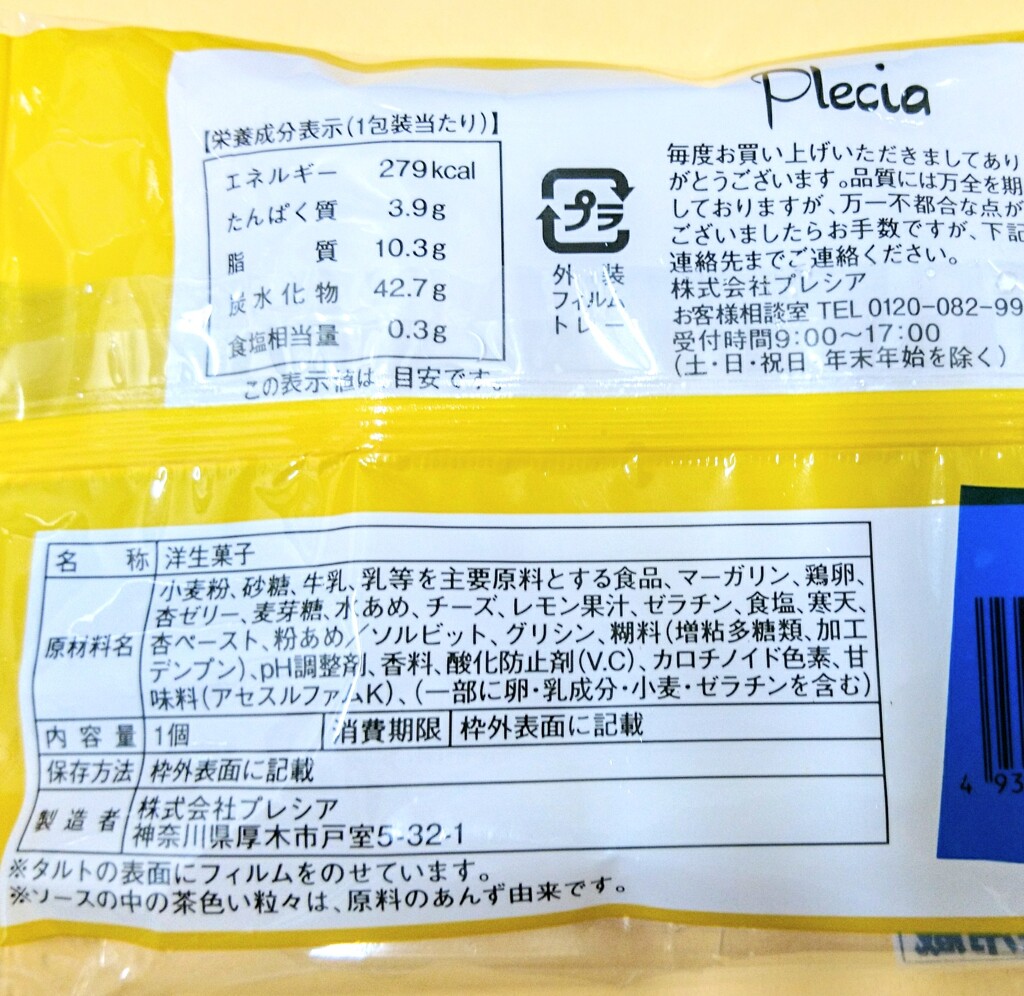 Plecia
【栄養成分表示(1包装当たり)】
エネルギー 279kcal
たんぱく質 3.9g
脂質 10.3g
炭水化物 42.7g
食塩相当量 0.3g
この表示値は、目安です。
プラ
外装
フィルム
トレー
毎度お買い上げいただきましてあり
がとうございます。品質には万全を期
しておりますが、万一不都合な点が
ございましたらお手数ですが、下記
連絡先までご連絡ください。
株式会社プレシア
お客様相談室 TEL 0120-082-99
受付時間9:00〜17:00
(土・日・祝日 年末年始を除く)
名称 洋生菓子
原材料名 小麦粉、砂糖、牛乳、乳等を主要原料とする食品、マーガリン、鶏卵、
杏ゼリー、麦芽糖、水あめ、チーズ、レモン果汁、ゼラチン、食塩、寒天、
杏ペースト、粉あめ/ソルビット、グリシン、糊料(増粘多糖類、加工
デンプン)、pH調整剤、香料、酸化防止剤(V.C)、カロチノイド色素、甘
味料(アセスルファムK)、(一部に卵・乳成分・小麦・ゼラチンを含む)
内容量 1個 消費期限 枠外表面に記載
保存方法 枠外表面に記載
製造者 株式会社プレシア
神奈川県厚木市戸室5-32-1
※タルトの表面にフィルムをのせています。
※ソースの中の茶色い粒々は、原料のあんず由来です。
4 93